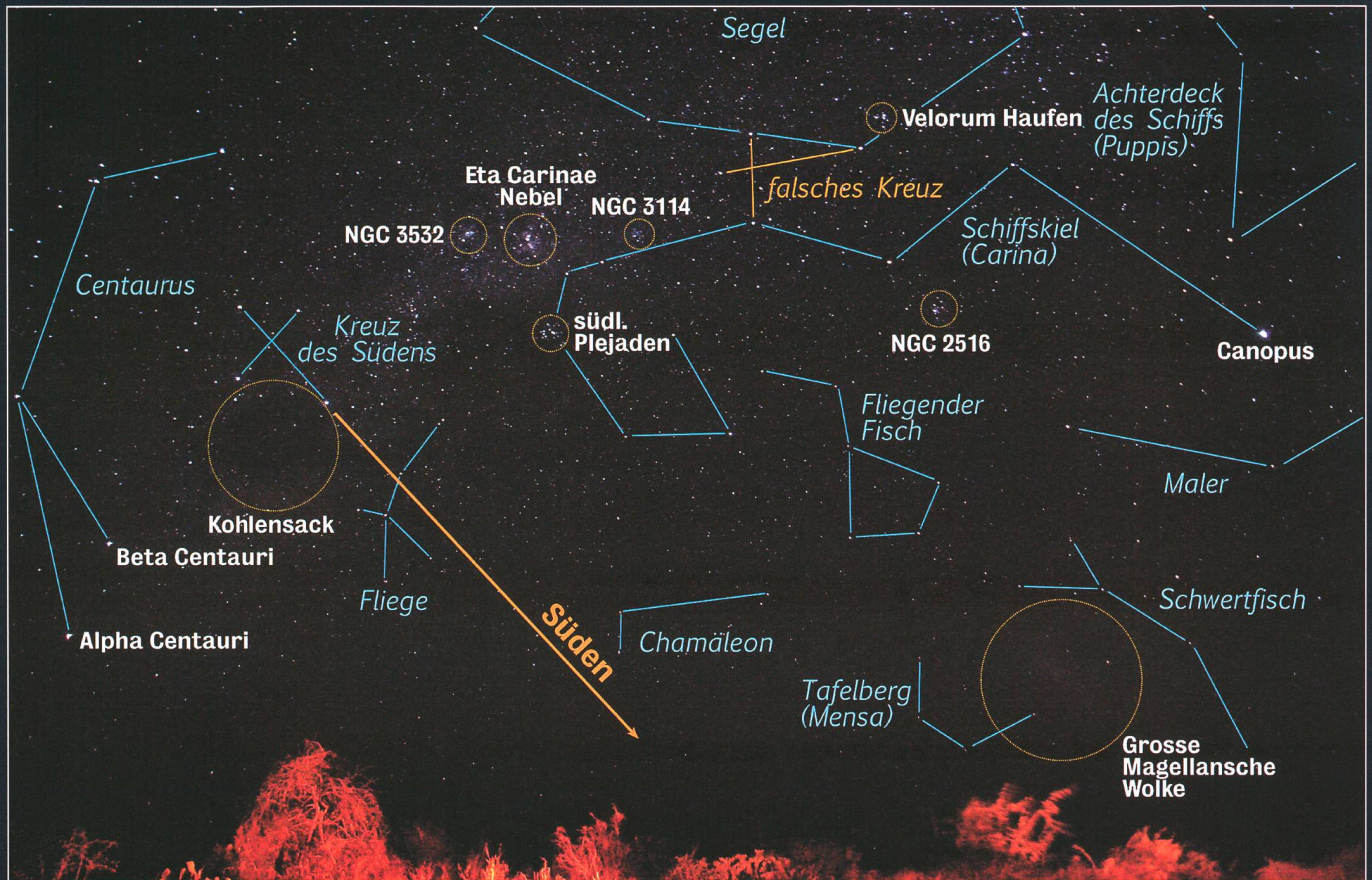 Segel
Velorum Haufen
Achterdeck
des Schiffs
(Puppis)
Eta Carinae
Nebel
falsches Kreuz
NGC 3114
NGC 3532
Schiffskiel
(Carina)
Centaurus
Kreuz
des Südens
südl.
Plejaden
NGC 2516
Canopus
Fliegender
Fisch
Maler
Kohlensack
Beta Centauri
Fliege
Süden
Schwertfisch
Alpha Centauri
Chamäleon
Tafelberg
(Mensa)
Grosse
Magellansche
Wolke